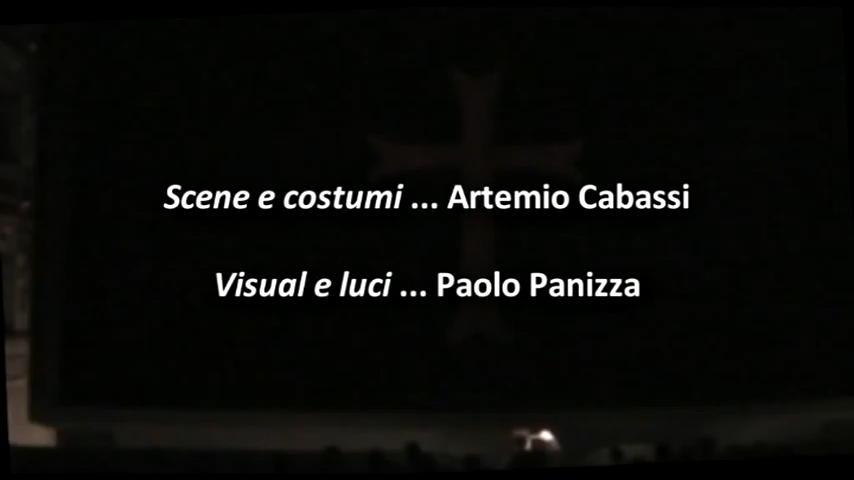 Scene e costumi ... Artemio Cabassi
Visual e luci ... Paolo Panizza